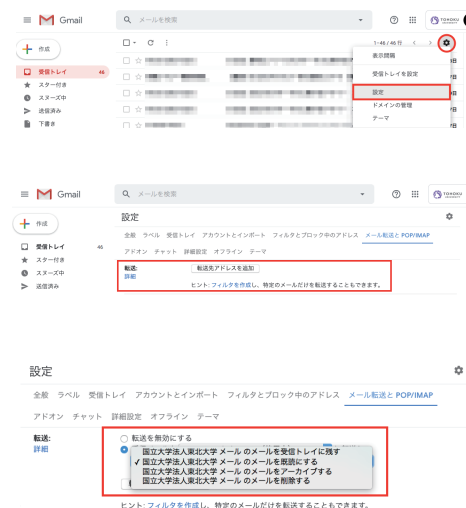 Gmail
メールを検索
TOHOKU
作成
1-46/46 行
表示間隔
受信トレイ 46
受信トレイを設定
スター付き
スヌーズ中
設定
送信済み
ドメインの管理
下書き
テーマ
Gmail
メールを検索
TOHOKU
作成
設定
全般 ラベル 受信トレイ アカウントとインポート フィルタとブロック中のアドレス メール転送と POP/IMAP
受信トレイ 46
アドオン チャット 詳細設定 オフライン テーマ
スター付き
スヌーズ中
転送: 転送先アドレスを追加
送信済み
詳細
ヒント: フィルタを作成し、特定のメールだけを転送することもできます。
設定
全般 ラベル 受信トレイ アカウントとインポート フィルタとブロック中のアドレス メール転送と POP/IMAP
アドオン チャット 詳細設定 オフライン テーマ
転送: 転送を無効にする
詳細
国立大学法人東北大学 メール のメールを受信トレイに残す
✓ 国立大学法人東北大学 メール のメールを既読にする
国立大学法人東北大学 メール のメールをアーカイブする
国立大学法人東北大学 メール のメールを削除する
ヒント: フィルタを作成し、特定のメールだけを転送することもできます。